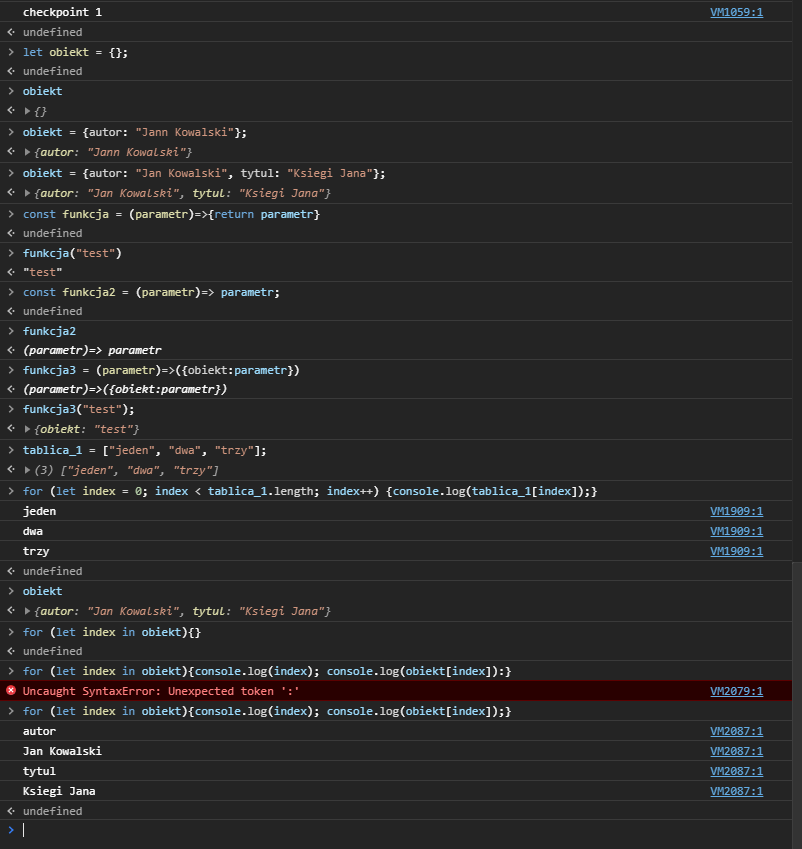 checkpoint 1 VM1059:1
undefined
let obiekt = {};
undefined
obiekt
{}
obiekt = {autor: "Jann Kowalski"};
{autor: "Jann Kowalski"}
obiekt = {autor: "Jan Kowalski", tytul: "Ksiegi Jana"};
{autor: "Jan Kowalski", tytul: "Ksiegi Jana"}
const funkcja = (parametr)=>{return parametr}
undefined
funkcja("test")
"test"
const funkcja2 = (parametr)=> parametr;
undefined
funkcja2
(parametr)=> parametr
funkcja3 = (parametr)=>({obiekt:parametr})
(parametr)=>({obiekt:parametr})
funkcja3("test");
{obiekt: "test"}
tablica_1 = ["jeden", "dwa", "trzy"];
(3) ["jeden", "dwa", "trzy"]
for (let index = 0; index < tablica_1.length; index++) {console.log(tablica_1[index]);}
jeden VM1909:1
dwa VM1909:1
trzy VM1909:1
undefined
obiekt
{autor: "Jan Kowalski", tytul: "Ksiegi Jana"}
for (let index in obiekt){}
undefined
for (let index in obiekt){console.log(index); console.log(obiekt[index]):}
Uncaught SyntaxError: Unexpected token ':' VM2079:1
for (let index in obiekt){console.log(index); console.log(obiekt[index]);}
autor VM2087:1
Jan Kowalski VM2087:1
tytul VM2087:1
Ksiegi Jana VM2087:1
undefined